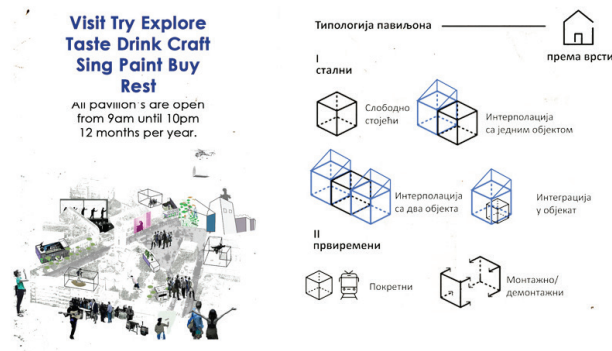 Visit Try Explore
Taste Drink Craft
Sing Paint Buy
Rest
All pavilion's are open
from 9am until 10pm
12 months per year.
Типологија павиљона
према врсти
I
стални
Слободно
стојећи
Интерполација
са једним објектом
Интерполација
са два објекта
Интеграција
у објекат
II
првиремени
Покретни
Монтажно/
демонтажни